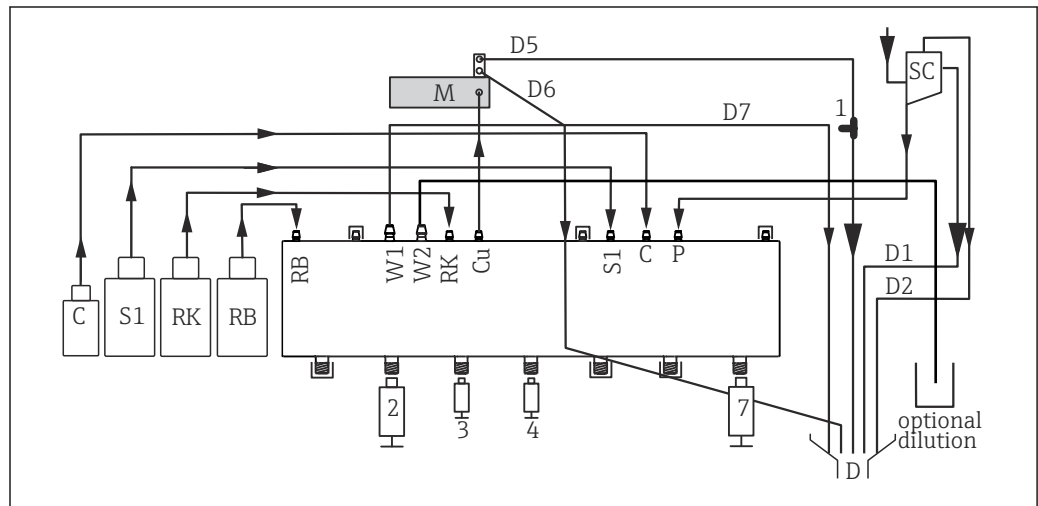 D5
SC
M
D6
1
D7
RB
W1
W2
RK
Cu
S1
C
P
D1
D2
C
S1
RK
RB
2
3
4
7
optional
dilution
D